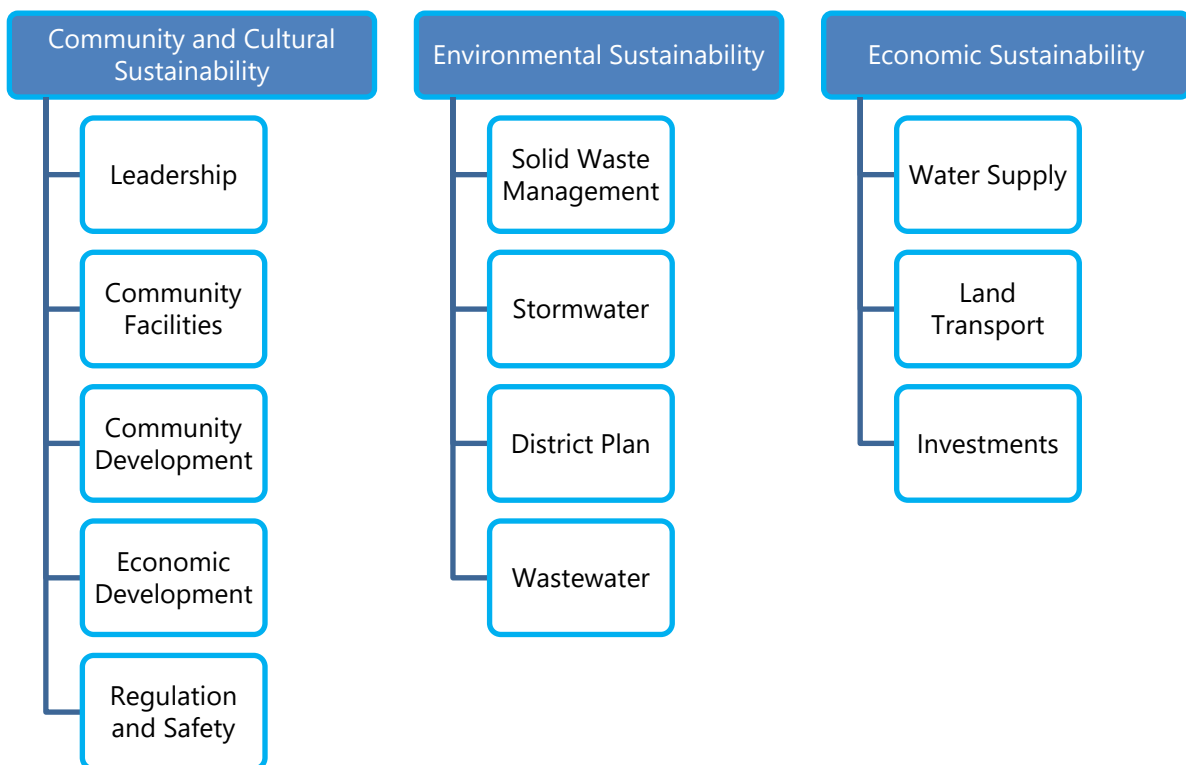 Community and Cultural
Sustainability
Leadership
Community
Facilities
Community
Development
Economic
Development
Regulation
and Safety
Environmental Sustainability
Solid Waste
Management
Stormwater
District Plan
Wastewater
Economic Sustainability
Water Supply
Land
Transport
Investments